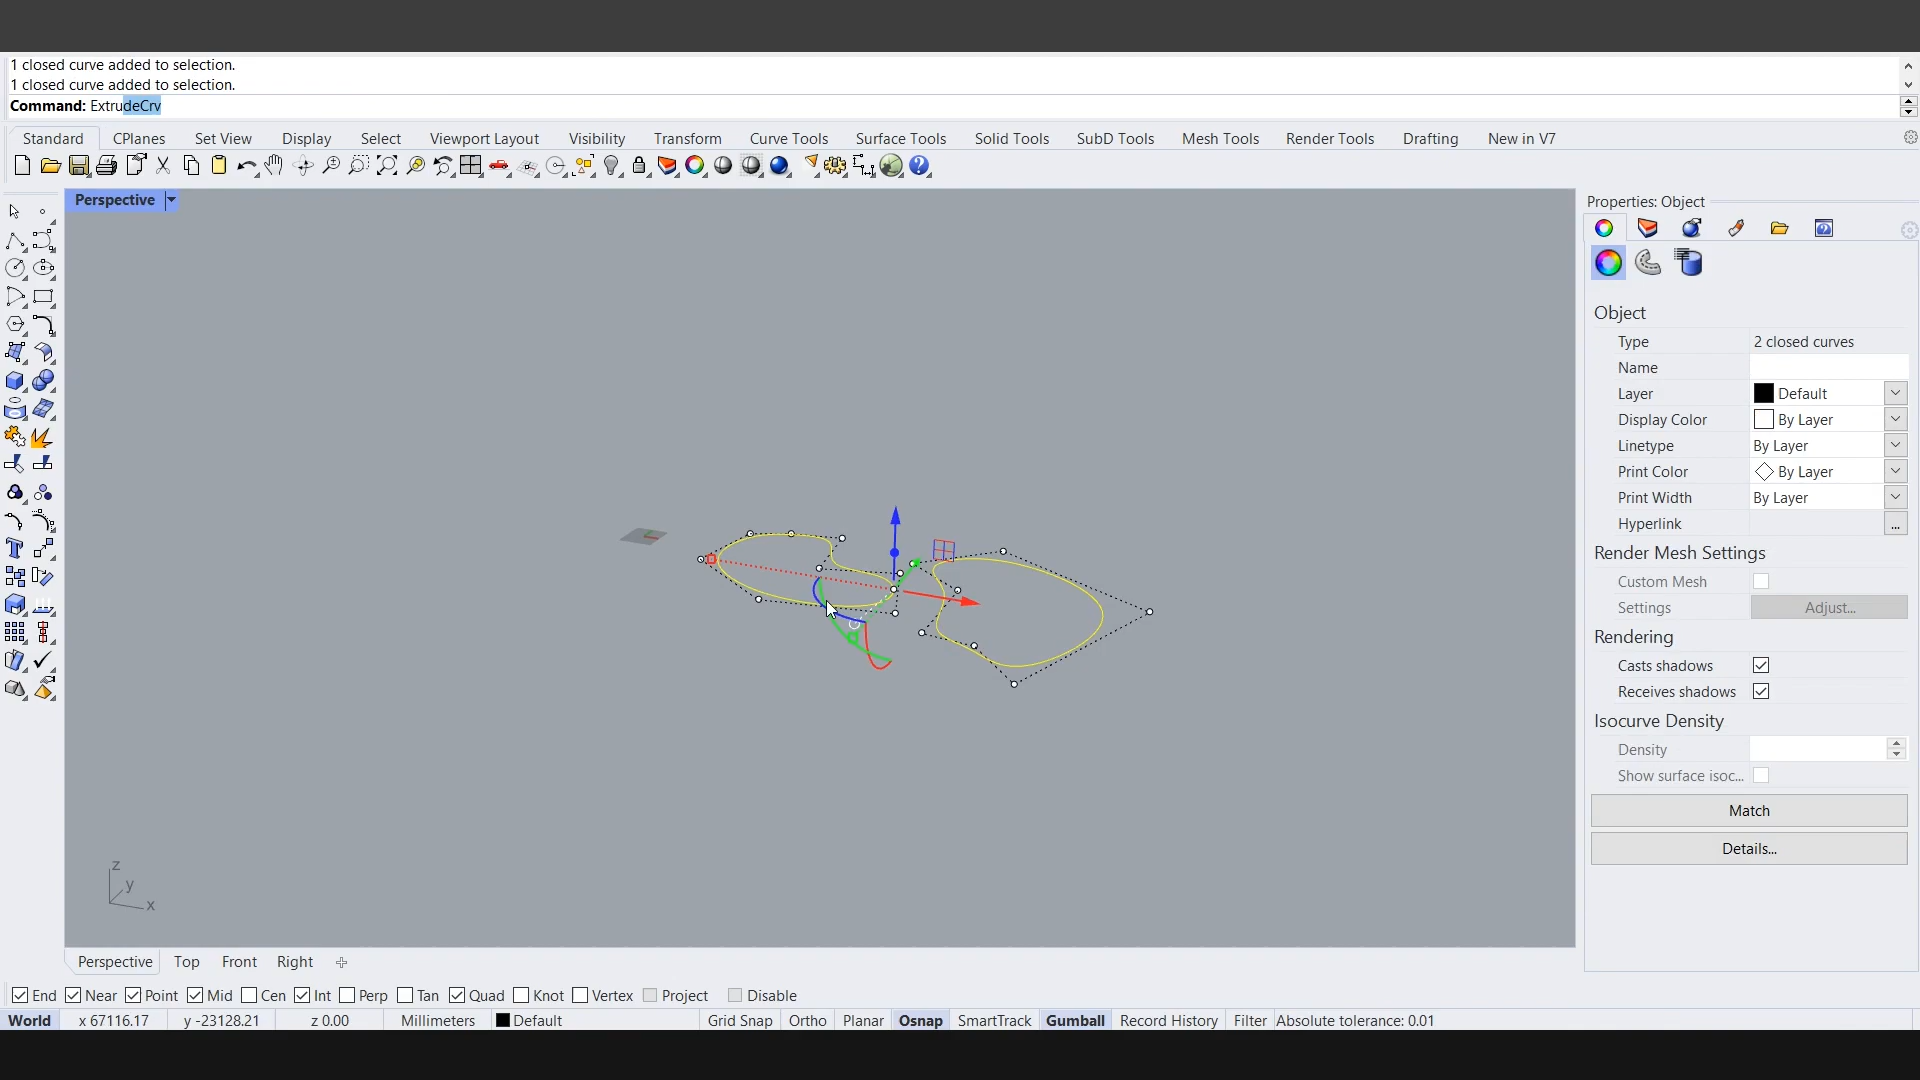 1 closed curve added to selection.
1 closed curve added to selection.
Command: ExtrudeCrv
Standard CPlanes Set View Display Select Viewport Layout Visibility Transform Curve Tools Surface Tools Solid Tools SubD Tools Mesh Tools Render Tools Drafting New in V7
Perspective
Properties: Object
Object
Type 2 closed curves
Name
Layer Default
Display Color By Layer
Linetype By Layer
Print Color By Layer
Print Width By Layer
Hyperlink ...
Render Mesh Settings
Custom Mesh
Settings Adjust...
Rendering
Casts shadows
Receives shadows
Isocurve Density
Density
Show surface isoc...
Match
Details...
z
y
x
Perspective Top Front Right
End Near Point Mid Cen Int Perp Tan Quad Knot Vertex Project Disable
World x 67116.17 y -23128.21 z 0.00 Millimeters Default Grid Snap Ortho Planar Osnap SmartTrack Gumball Record History Filter Absolute tolerance: 0.01